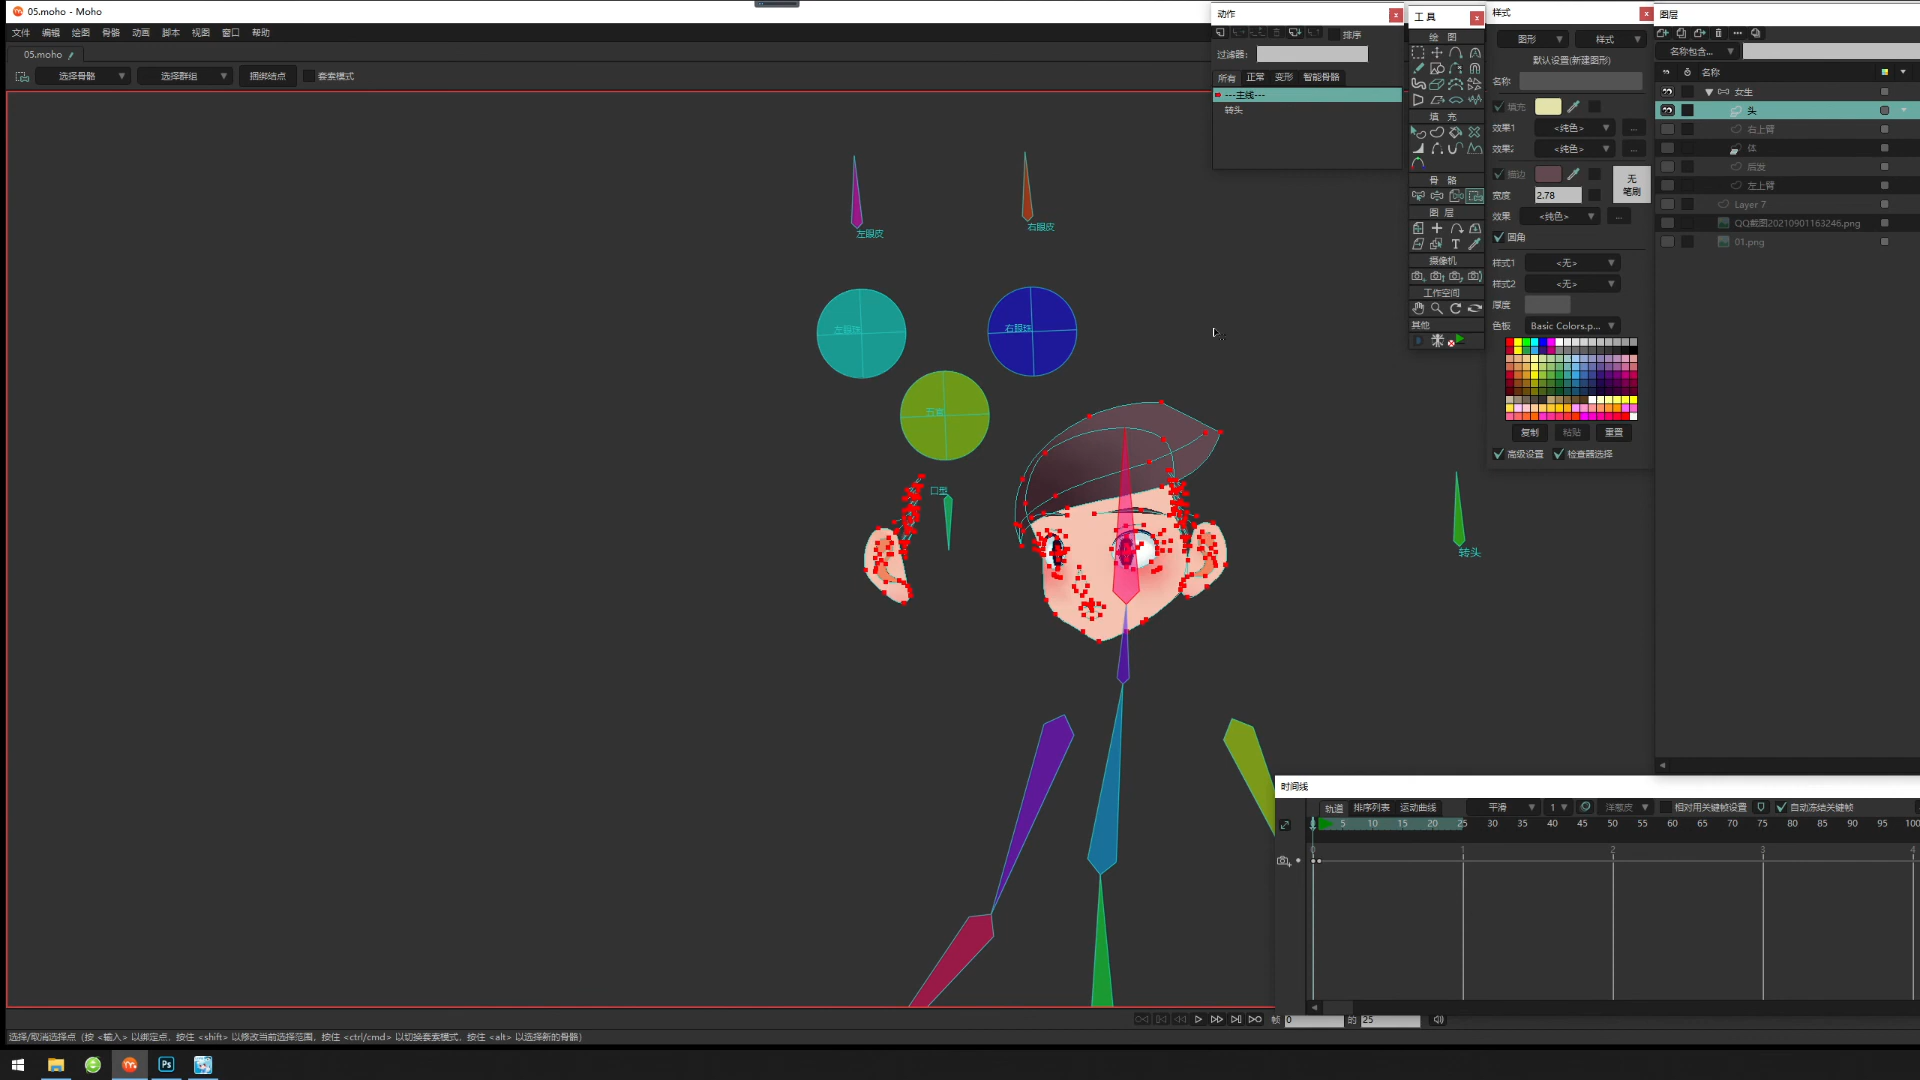 05.moho - Moho
文件 编辑 绘图 骨骼 动画 脚本 视图 窗口 帮助
05.moho
选择骨骼 选择群组 捆绑结点 套索模式
动作
排序
过滤器:
所有 正常 变形 智能骨骼
---主线---
转头
工具
绘 图
填 充
骨 骼
图 层
摄像机
工作空间
其他
样式
图形 样式
默认设置(新建图形)
名称
填充
效果1 <纯色> ...
效果2 <纯色> ...
描边
无
笔刷
宽度 2.78
效果 <纯色> ...
圆角
样式1 <无>
样式2 <无>
厚度
色板 Basic Colors.p...
复制 粘贴 重置
高级设置 检查器选择
图层
名称包含...
名称
女生
头
右上臂
体
后发
左上臂
Layer 7
QQ截图20210901163246.png
01.png
左眼皮
右眼皮
左眼珠
右眼珠
五官
口型
转头
时间线
轨道 排序列表 运动曲线 平滑 1 洋葱皮 相对用关键帧设置 自动冻结关键帧
5 10 15 20 25 30 35 40 45 50 55 60 65 70 75 80 85 90 95 100
0 1 2 3 4
帧 0 的 25
选择/取消选择点（按 <输入> 以绑定点，按住 <shift> 以修改当前选择范围，按住 <ctrl/cmd> 以切换套索模式，按住 <alt> 以选择新的骨骼）
Ps